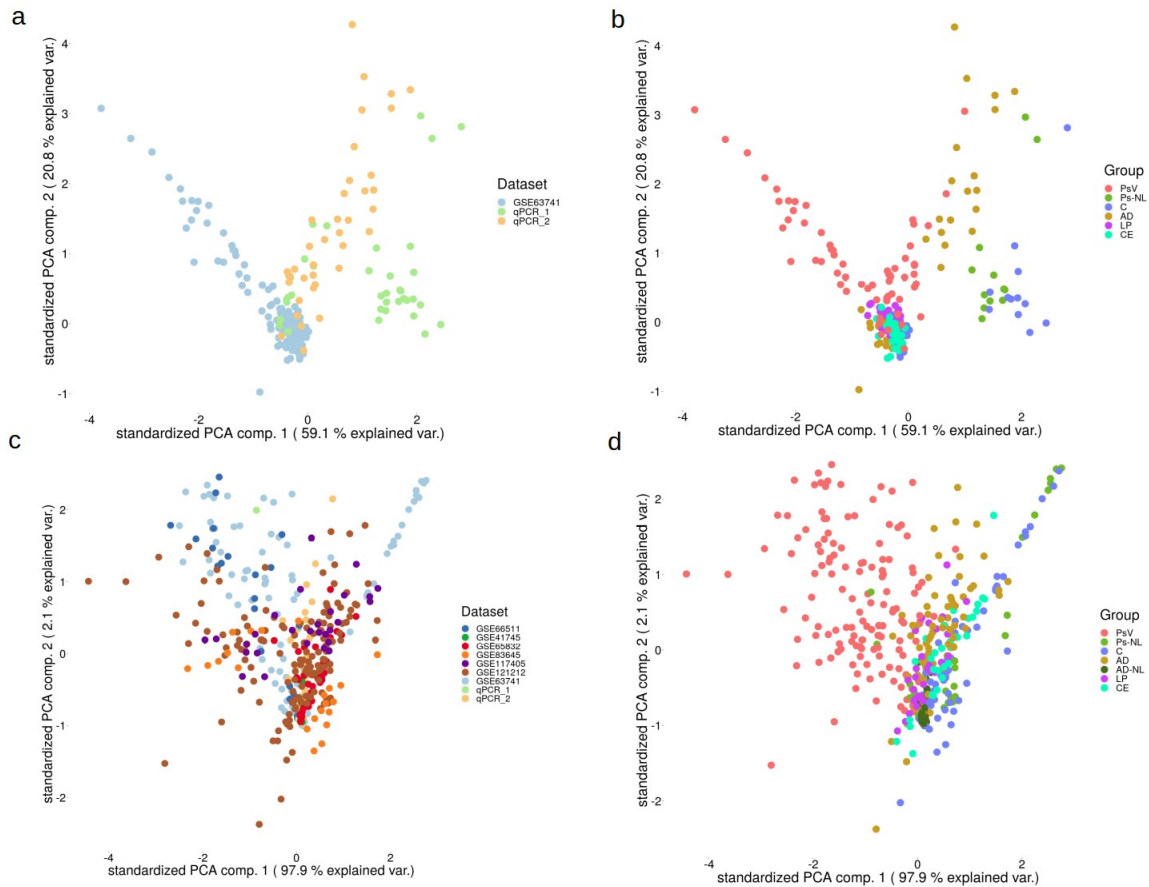 a
standardized PCA comp. 2 ( 20.8 % explained var.)
4
3
2
1
0
-1
-4
-2
0
2
standardized PCA comp. 1 ( 59.1 % explained var.)
Dataset
GSE63741
qPCR_1
qPCR_2
b
standardized PCA comp. 2 ( 20.8 % explained var.)
4
3
2
1
0
-1
-4
-2
0
2
standardized PCA comp. 1 ( 59.1 % explained var.)
Group
PsV
Ps-NL
C
AD
LP
CE
c
standardized PCA comp. 2 ( 2.1 % explained var.)
2
1
0
-1
-2
-4
-2
0
2
standardized PCA comp. 1 ( 97.9 % explained var.)
Dataset
GSE66511
GSE41745
GSE65832
GSE83645
GSE117405
GSE121212
GSE63741
qPCR_1
qPCR_2
d
standardized PCA comp. 2 ( 2.1 % explained var.)
2
1
0
-1
-2
-4
-2
0
2
standardized PCA comp. 1 ( 97.9 % explained var.)
Group
PsV
Ps-NL
C
AD
AD-NL
LP
CE